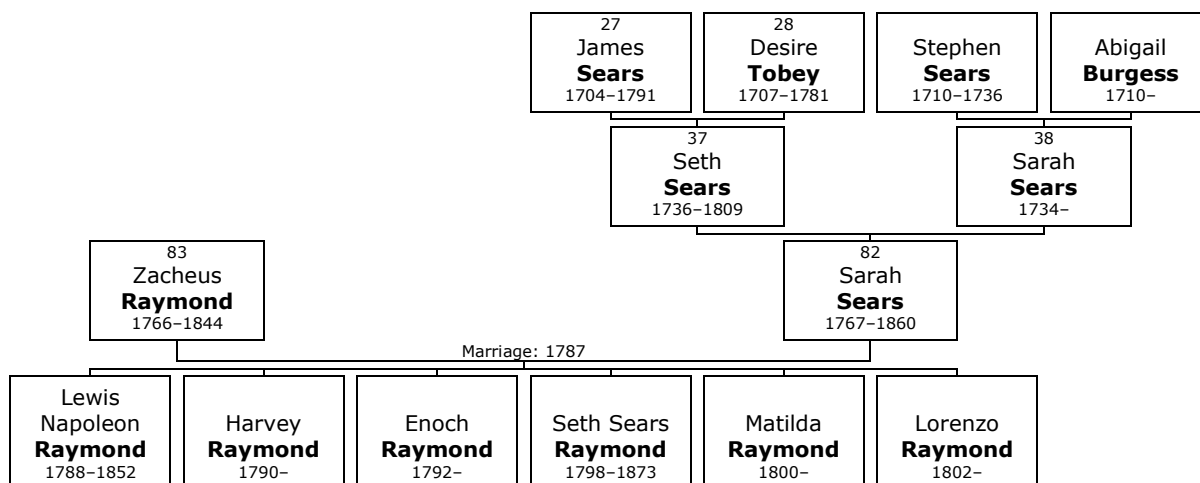 27
James
Sears
1704–1791
28
Desire
Tobey
1707–1781
Stephen
Sears
1710–1736
Abigail
Burgess
1710–
37
Seth
Sears
1736–1809
38
Sarah
Sears
1734–
83
Zacheus
Raymond
1766–1844
82
Sarah
Sears
1767–1860
Marriage: 1787
Lewis
Napoleon
Raymond
1788–1852
Harvey
Raymond
1790–
Enoch
Raymond
1792–
Seth Sears
Raymond
1798–1873
Matilda
Raymond
1800–
Lorenzo
Raymond
1802–